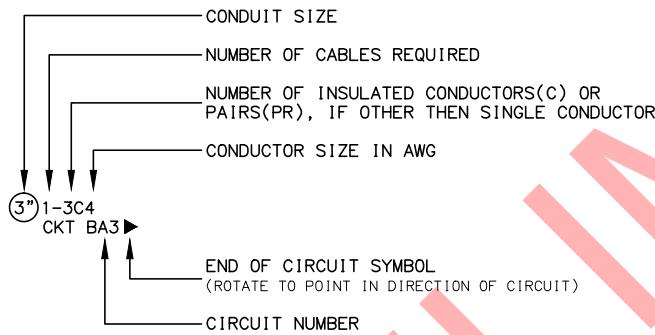 CONDUIT SIZE
NUMBER OF CABLES REQUIRED
NUMBER OF INSULATED CONDUCTORS(C) OR
PAIRS(PR), IF OTHER THEN SINGLE CONDUCTOR
CONDUCTOR SIZE IN AWG
3" 1-3C4
CKT BA3
END OF CIRCUIT SYMBOL
(ROTATE TO POINT IN DIRECTION OF CIRCUIT)
CIRCUIT NUMBER